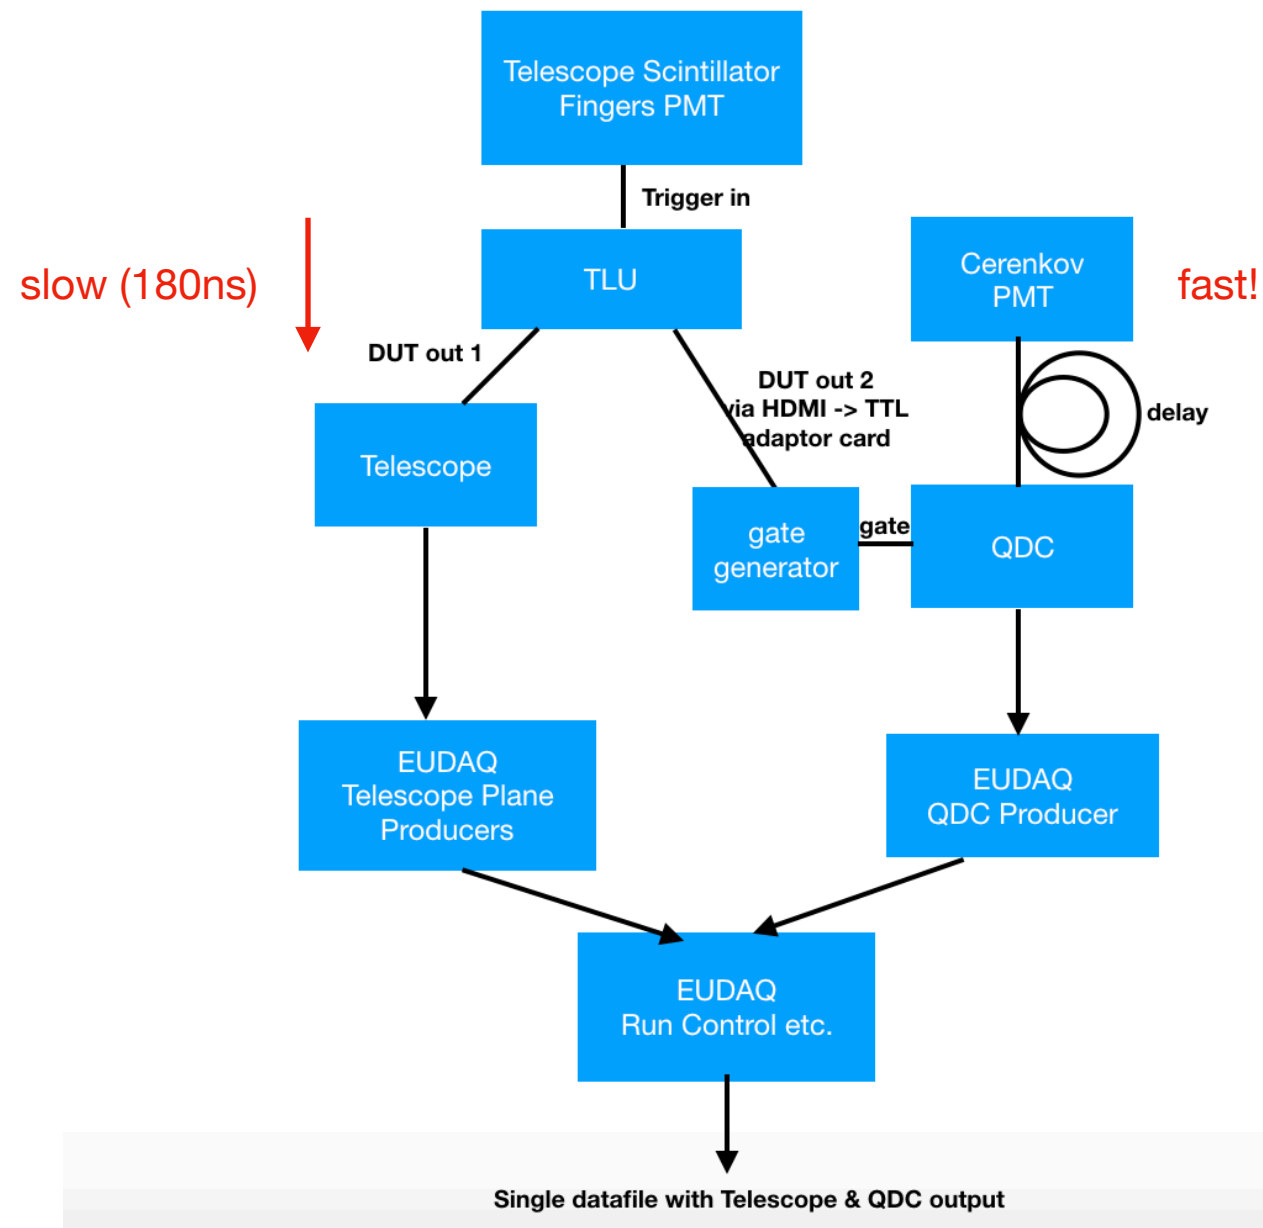 Telescope Scintillator
Fingers PMT
Trigger in
slow (180ns)
TLU
Cerenkov
PMT
fast!
DUT out 1
DUT out 2
via HDMI -> TTL
adaptor card
delay
Telescope
gate
generator
gate
QDC
EUDAQ
Telescope Plane
Producers
EUDAQ
QDC Producer
EUDAQ
Run Control etc.
Single datafile with Telescope & QDC output